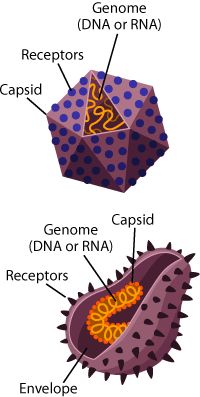 Genome
(DNA or RNA)
Receptors
Capsid
Capsid
Genome
(DNA or RNA)
Receptors
Envelope